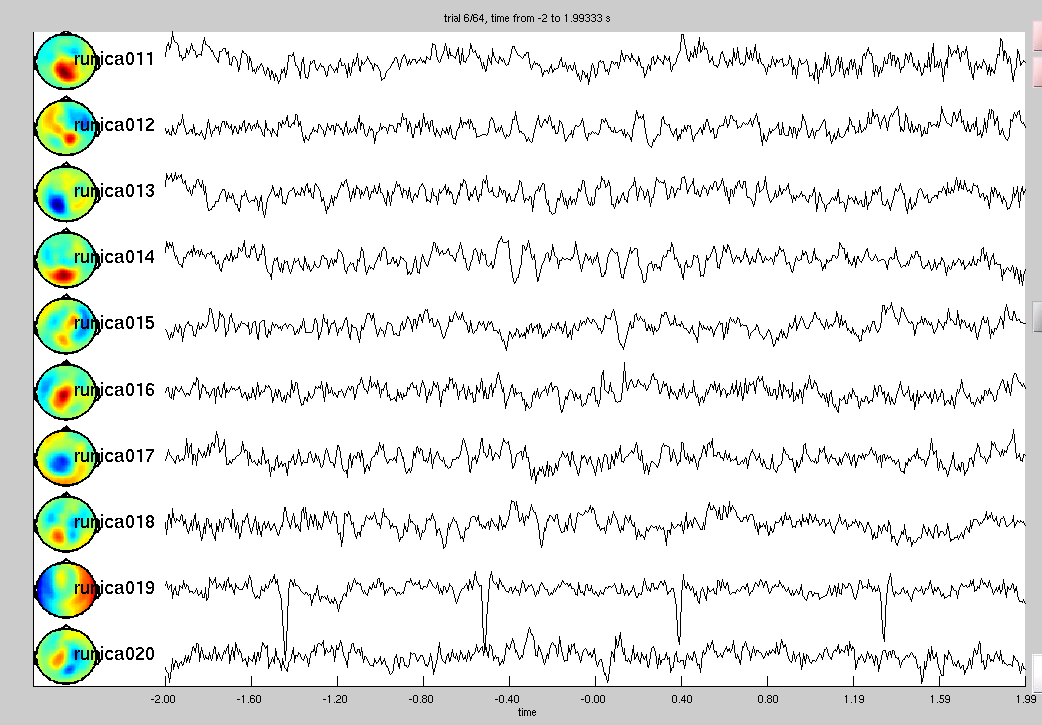 trial 6/64, time from -2 to 1.99333 s
runica011
runica012
runica013
runica014
runica015
runica016
runica017
runica018
runica019
runica020
-2.00 -1.60 -1.20 -0.80 -0.40 -0.00 0.40 0.80 1.19 1.59 1.99
time